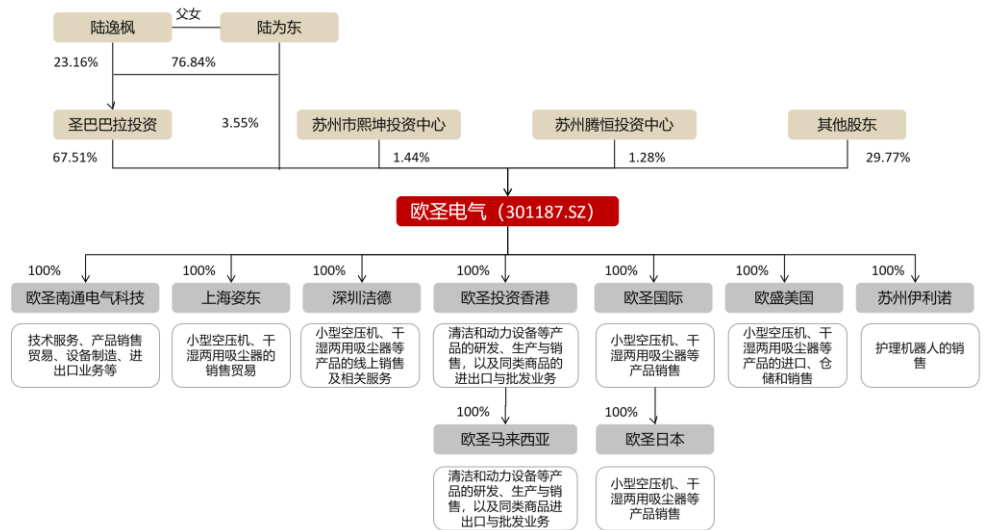 父女
陆逸枫
陆为东
23.16%
76.84%
圣巴巴拉投资
3.55%
苏州市熙坤投资中心
苏州腾恒投资中心
其他股东
67.51%
1.44%
1.28%
29.77%
欧圣电气（301187.SZ）
100%
100%
100%
100%
100%
100%
100%
欧圣南通电气科技
上海姿东
深圳洁德
欧圣投资香港
欧圣国际
欧盛美国
苏州伊利诺
技术服务、产品销售
贸易、设备制造、进
出口业务等
小型空压机、干
湿两用吸尘器的
销售贸易
小型空压机、干
湿两用吸尘器等
产品的线上销售
及相关服务
清洁和动力设备等产
品的研发、生产与销
售，以及同类商品的
进出口与批发业务
小型空压机、干
湿两用吸尘器等
产品销售
小型空压机、干
湿两用吸尘器等
产品的进口、仓
储和销售
护理机器人的销
售
100%
100%
欧圣马来西亚
欧圣日本
清洁和动力设备等产
品的研发、生产与销
售，以及同类商品进
出口与批发业务
小型空压机、干
湿两用吸尘器等
产品销售